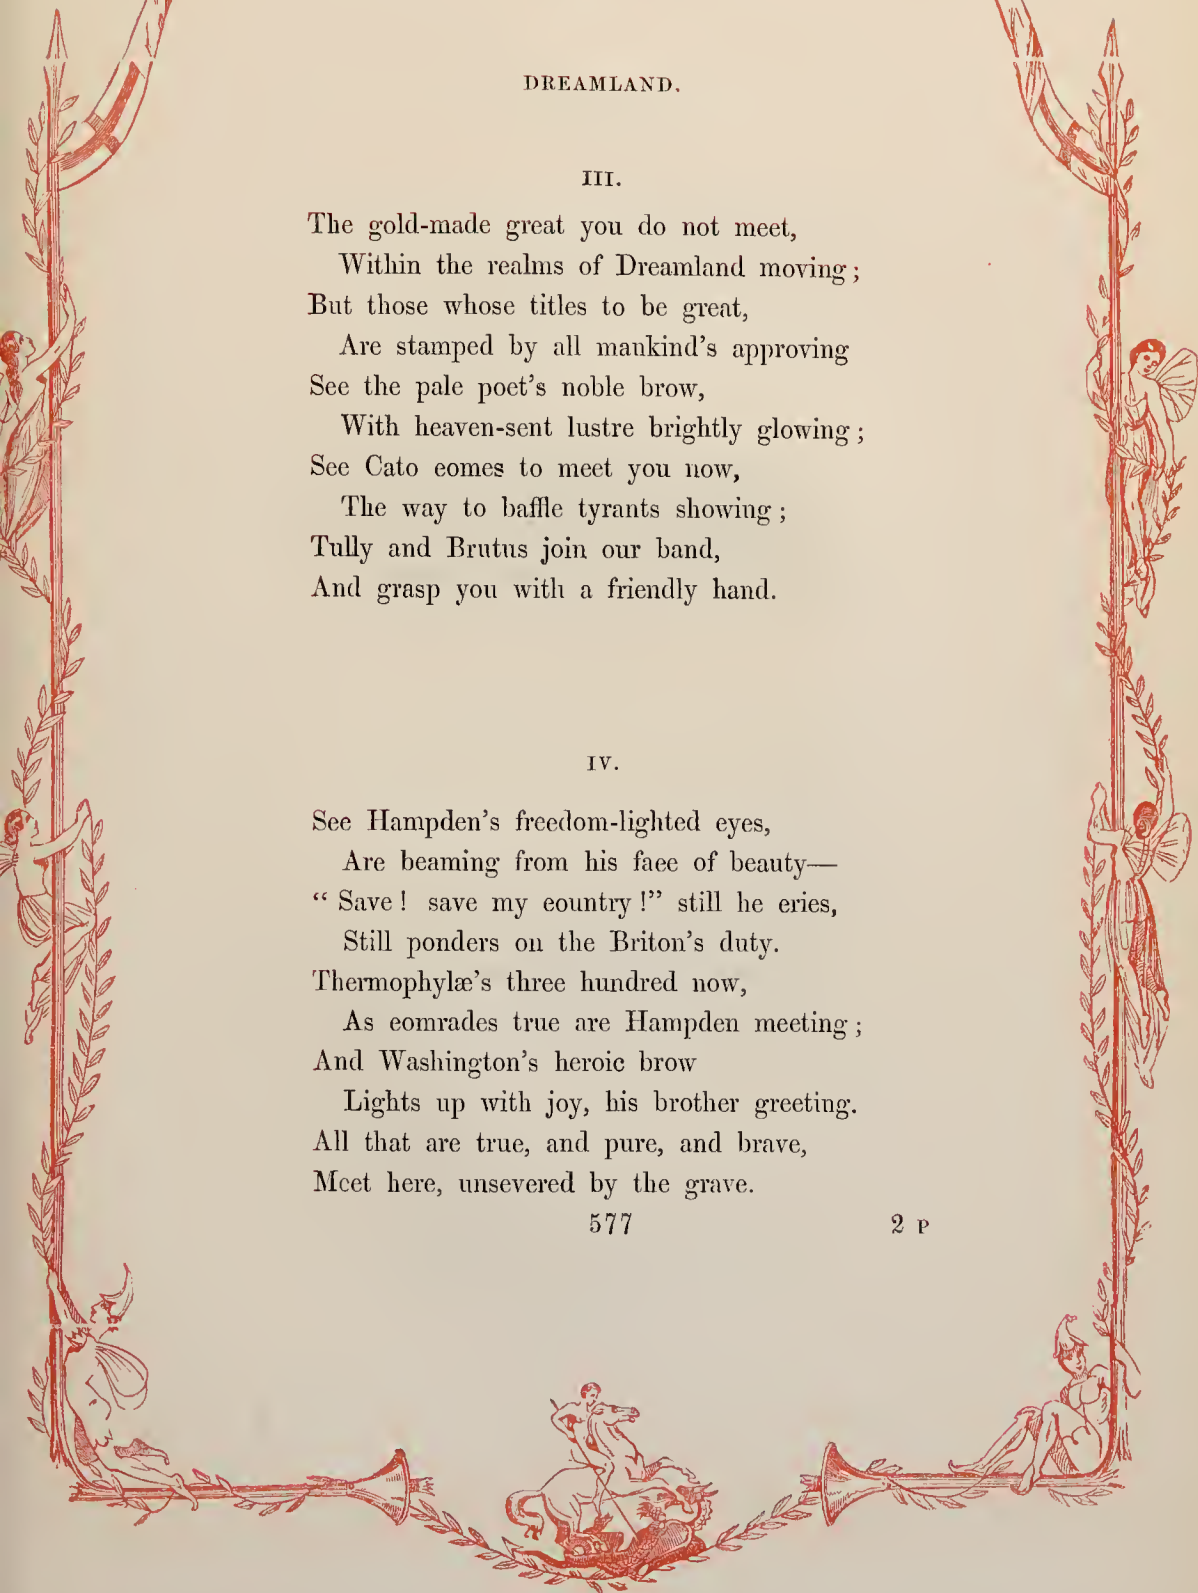 DREAMLAND.
III.
The gold-made great you do not meet,
Within the realms of Dreamland moving;
But those whose titles to be great,
Are stamped by all mankind's approving
See the pale poet's noble brow,
With heaven-sent lustre brightly glowing;
See Cato comes to meet you now,
The way to baffle tyrants showing;
Tully and Brutus join our band,
And grasp you with a friendly hand.
IV.
See Hampden's freedom-lighted eyes,
Are beaming from his face of beauty—
“Save! save my country!” still he cries,
Still ponders on the Briton's duty.
Thermophylæ's three hundred now,
As comrades true are Hampden meeting;
And Washington's heroic brow
Lights up with joy, his brother greeting.
All that are true, and pure, and brave,
Meet here, unsevered by the grave.
577 2 P